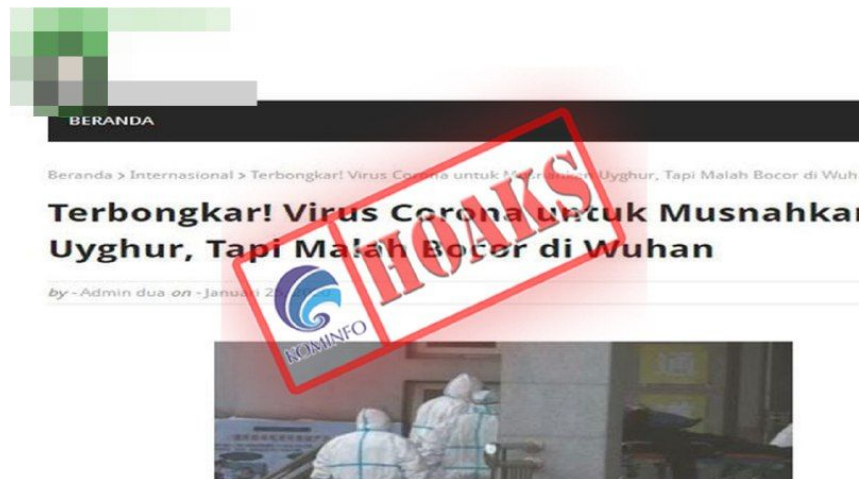 BERANDA
Beranda > Internasional > Terbongkar! Virus Corona untuk Uyghur, Tapi Malah Bocor di Wuh
Terbongkar! Virus Corona untuk Musnahkan
Uyghur, Tapi Malah Bocor di Wuhan
by - Admin dua on - Januari
HOAKS
KOMINFO